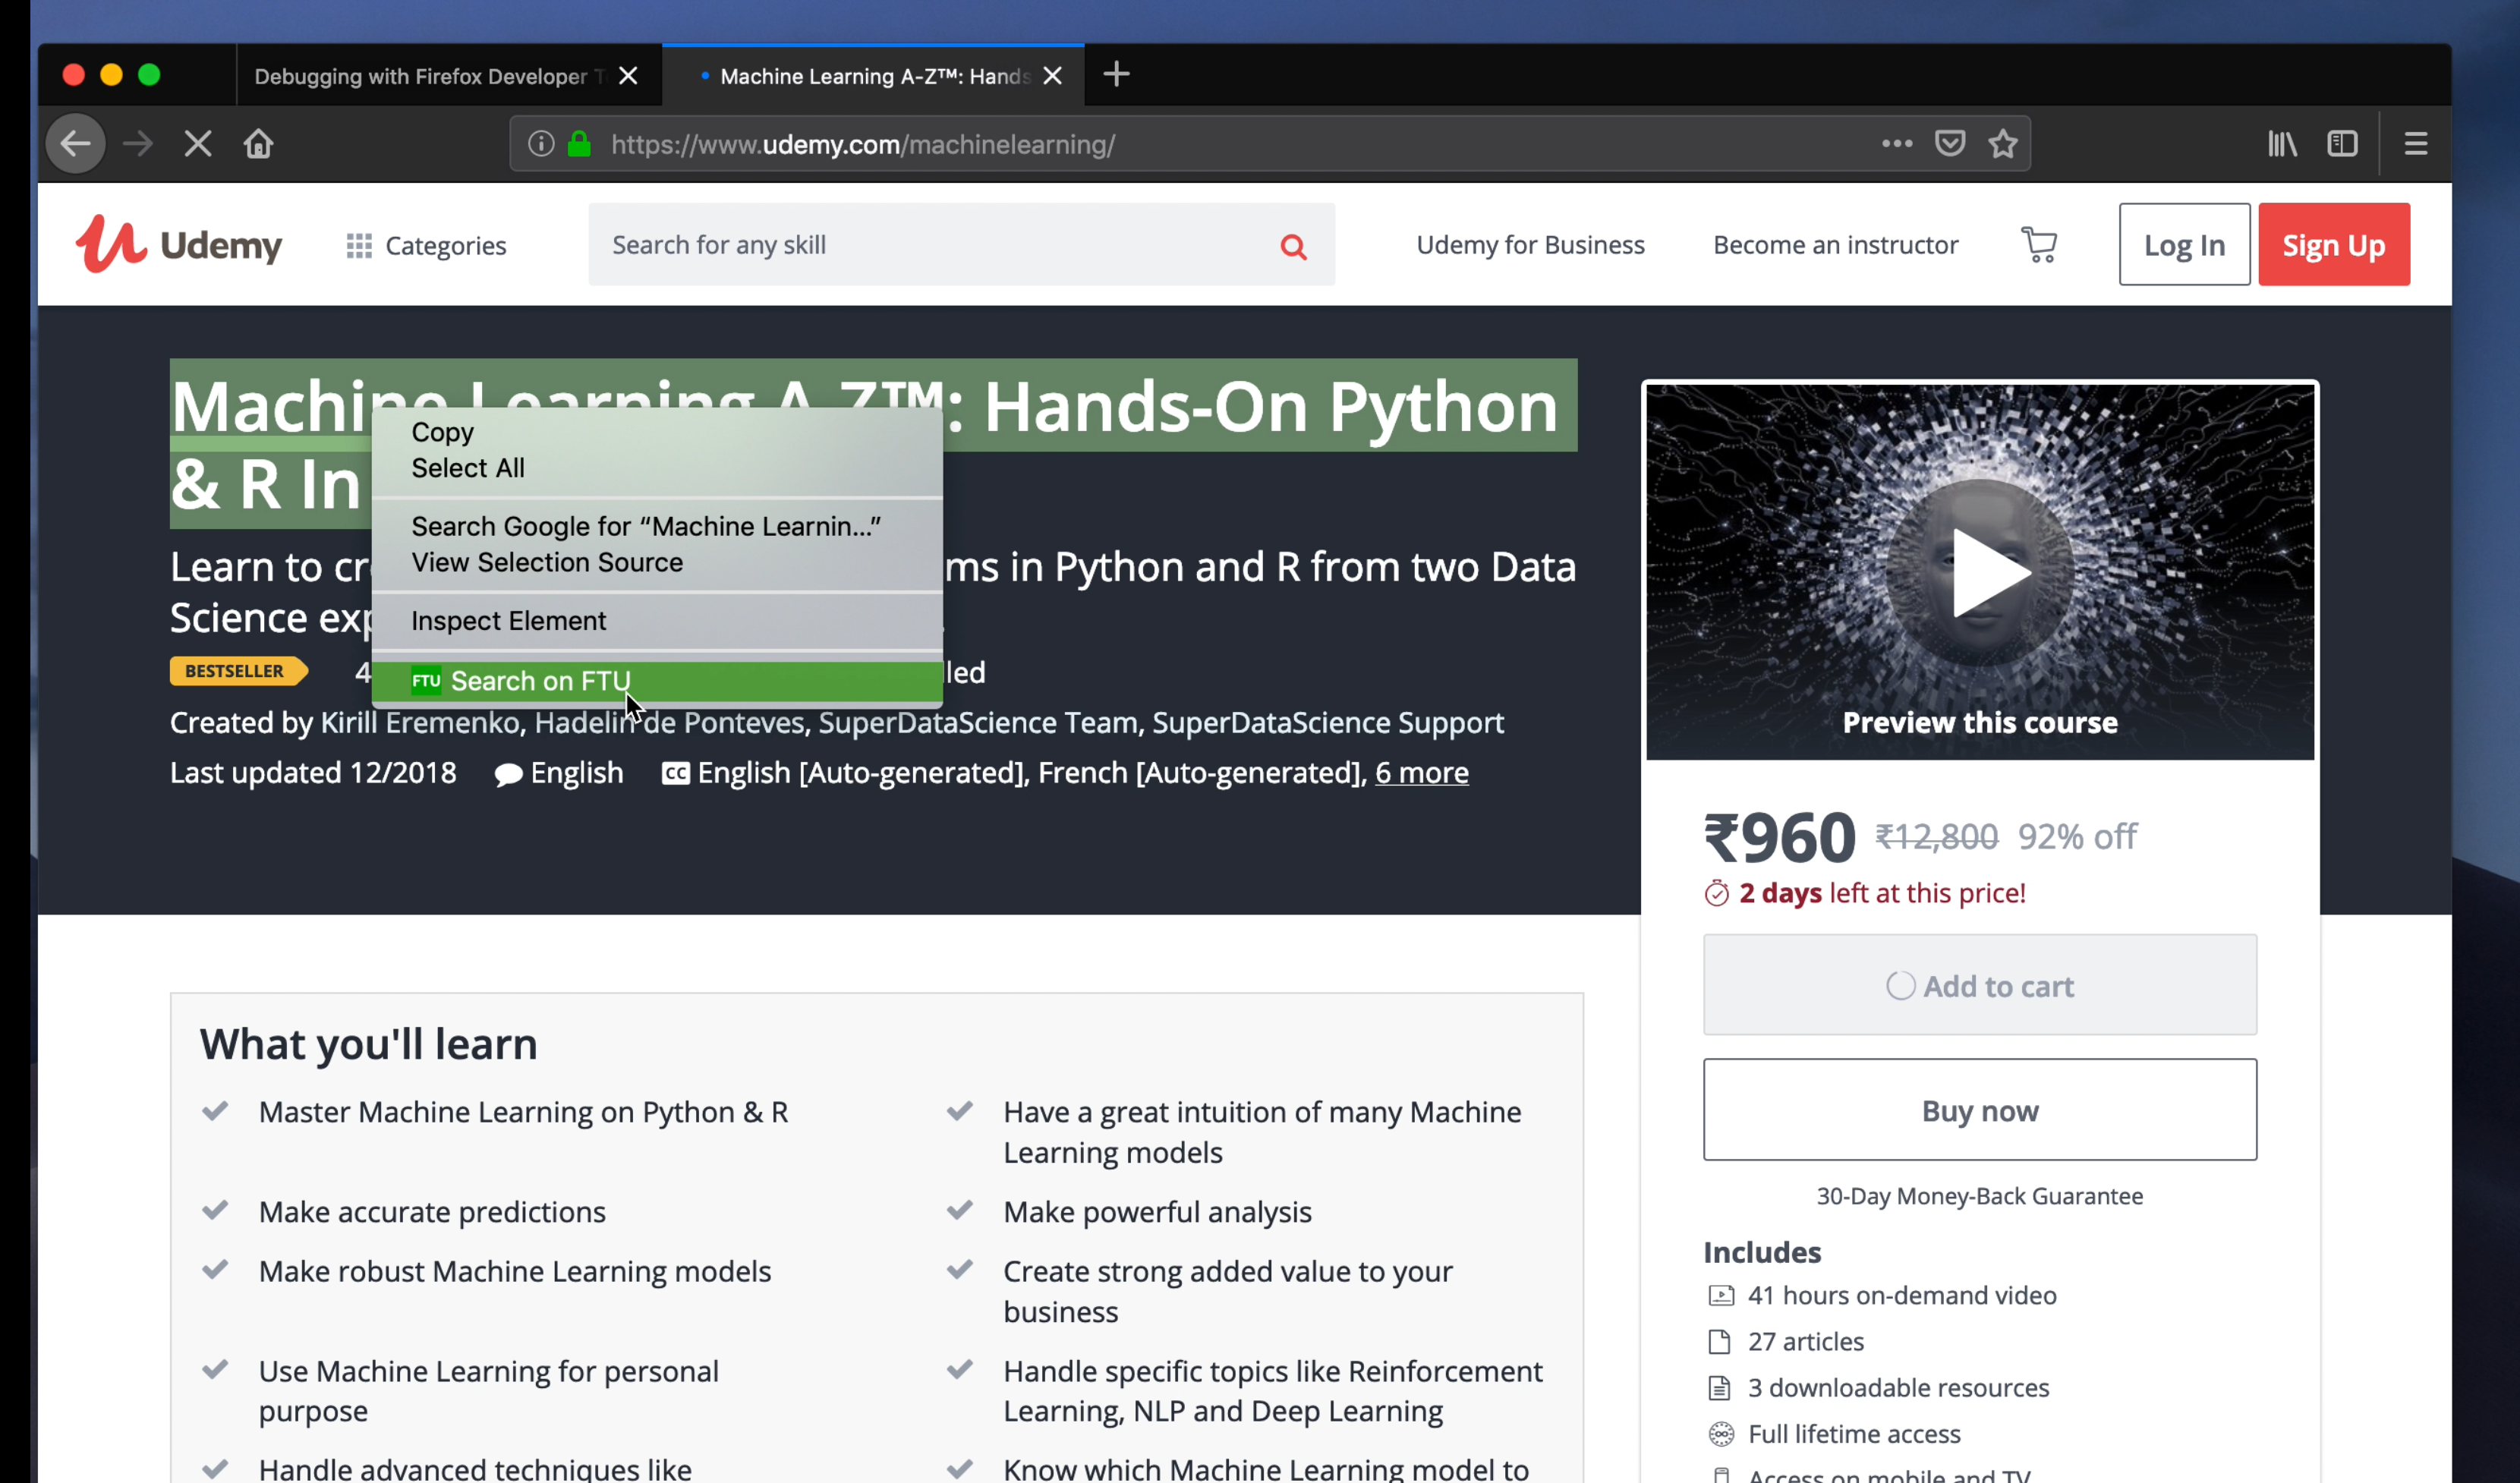 Debugging with Firefox Developer
Machine Learning A-Z™: Hands
https://www.udemy.com/machinelearning/
Udemy
Categories
Search for any skill
Udemy for Business
Become an instructor
Log In
Sign Up
Machine Learning A-Z™: Hands-On Python
& R In
Copy
Select All
Search Google for “Machine Learnin...”
View Selection Source
Inspect Element
FTU Search on FTU
Learn to cr
ms in Python and R from two Data
Science exp
BESTSELLER
4
led
Created by Kirill Eremenko, Hadelin de Ponteves, SuperDataScience Team, SuperDataScience Support
Last updated 12/2018 English CC English [Auto-generated], French [Auto-generated], 6 more
Preview this course
₹960 ₹12,800 92% off
2 days left at this price!
Add to cart
Buy now
30-Day Money-Back Guarantee
Includes
41 hours on-demand video
27 articles
3 downloadable resources
Full lifetime access
Access on mobile and TV
What you'll learn
Master Machine Learning on Python & R
Have a great intuition of many Machine
Learning models
Make accurate predictions
Make powerful analysis
Make robust Machine Learning models
Create strong added value to your
business
Use Machine Learning for personal
purpose
Handle specific topics like Reinforcement
Learning, NLP and Deep Learning
Handle advanced techniques like
Know which Machine Learning model to